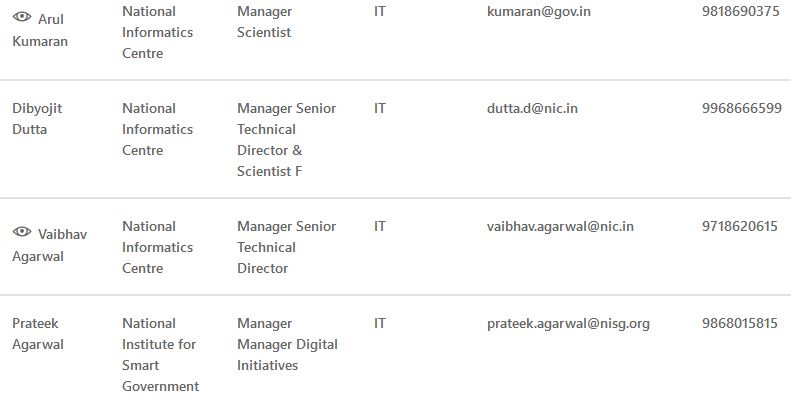 Arul Kumaran National Informatics Centre Manager Scientist IT kumaran@gov.in 9818690375
Dibyojit Dutta National Informatics Centre Manager Senior Technical Director & Scientist F IT dutta.d@nic.in 9968666599
Vaibhav Agarwal National Informatics Centre Manager Senior Technical Director IT vaibhav.agarwal@nic.in 9718620615
Prateek Agarwal National Institute for Smart Government Manager Manager Digital Initiatives IT prateek.agarwal@nisg.org 9868015815